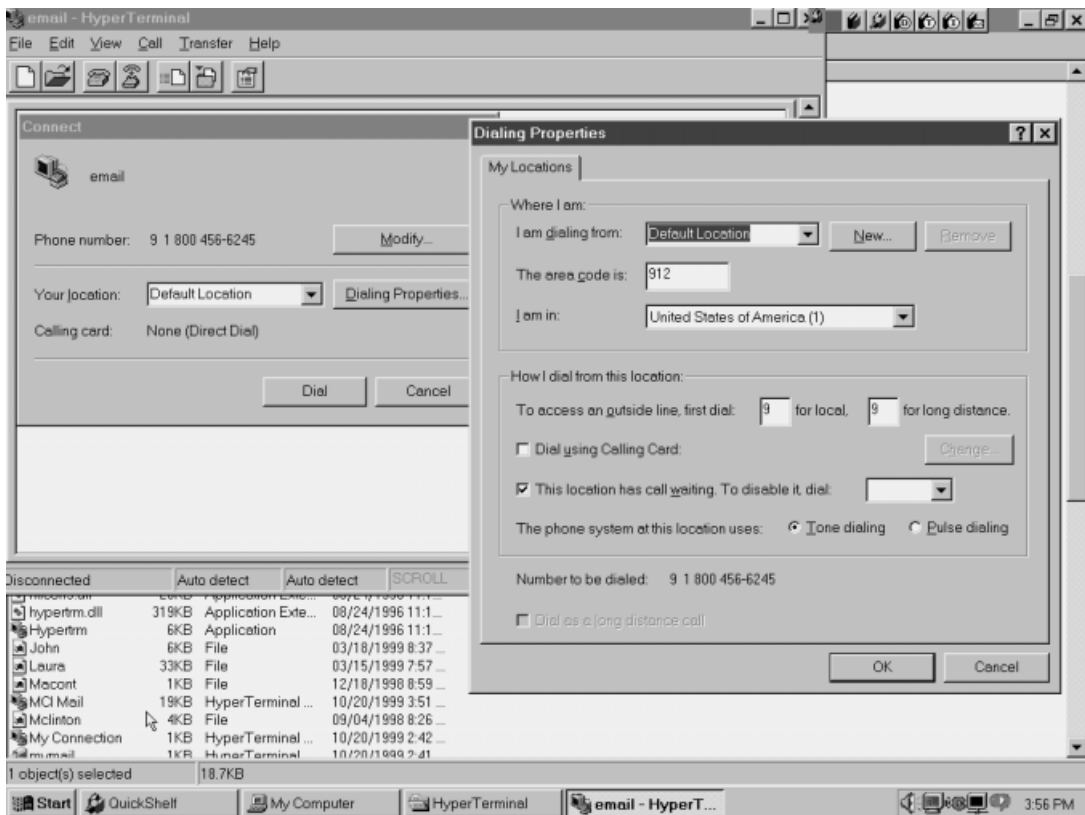 email - HyperTerminal
File Edit View Call Transfer Help
Connect
email
Phone number: 9 1 800 456-6245
Modify...
Your location: Default Location
Dialing Properties...
Calling card: None (Direct Dial)
Dial
Cancel
Dialing Properties
My Locations
Where I am:
I am dialing from: Default Location
New...
Remove
The area code is: 912
I am in: United States of America (1)
How I dial from this location:
To access an outside line, first dial: 9 for local, 9 for long distance.
Dial using Calling Card:
Change...
This location has call waiting. To disable it, dial:
The phone system at this location uses: Tone dialing Pulse dialing
Number to be dialed: 9 1 800 456-6245
Dial as a long distance call
OK
Cancel
Disconnected Auto detect Auto detect SCROLL
hypertrm.dll 319KB Application Exte... 08/24/1996 11:1...
Hypertrm 6KB Application 08/24/1996 11:1...
John 6KB File 03/18/1999 8:37 ...
Laura 33KB File 03/15/1999 7:57 ...
Macont 1KB File 12/18/1998 8:59 ...
MCI Mail 19KB HyperTerminal ... 10/20/1999 3:51 ...
Mclinton 4KB File 09/04/1998 8:26 ...
My Connection 1KB HyperTerminal ... 10/20/1999 2:42 ...
mymail 1KB HyperTerminal 10/20/1999 2:41
1 object(s) selected 18.7KB
Start QuickShelf My Computer HyperTerminal email - HyperT... 3:56 PM